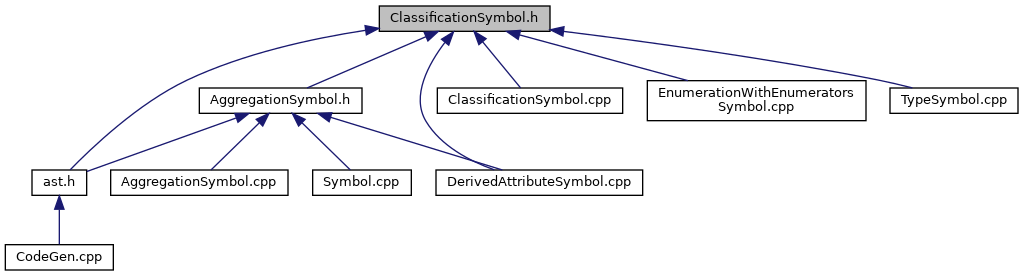 ClassificationSymbol.h
AggregationSymbol.h
ClassificationSymbol.cpp
EnumerationWithEnumerators
Symbol.cpp
TypeSymbol.cpp
ast.h
AggregationSymbol.cpp
Symbol.cpp
DerivedAttributeSymbol.cpp
CodeGen.cpp